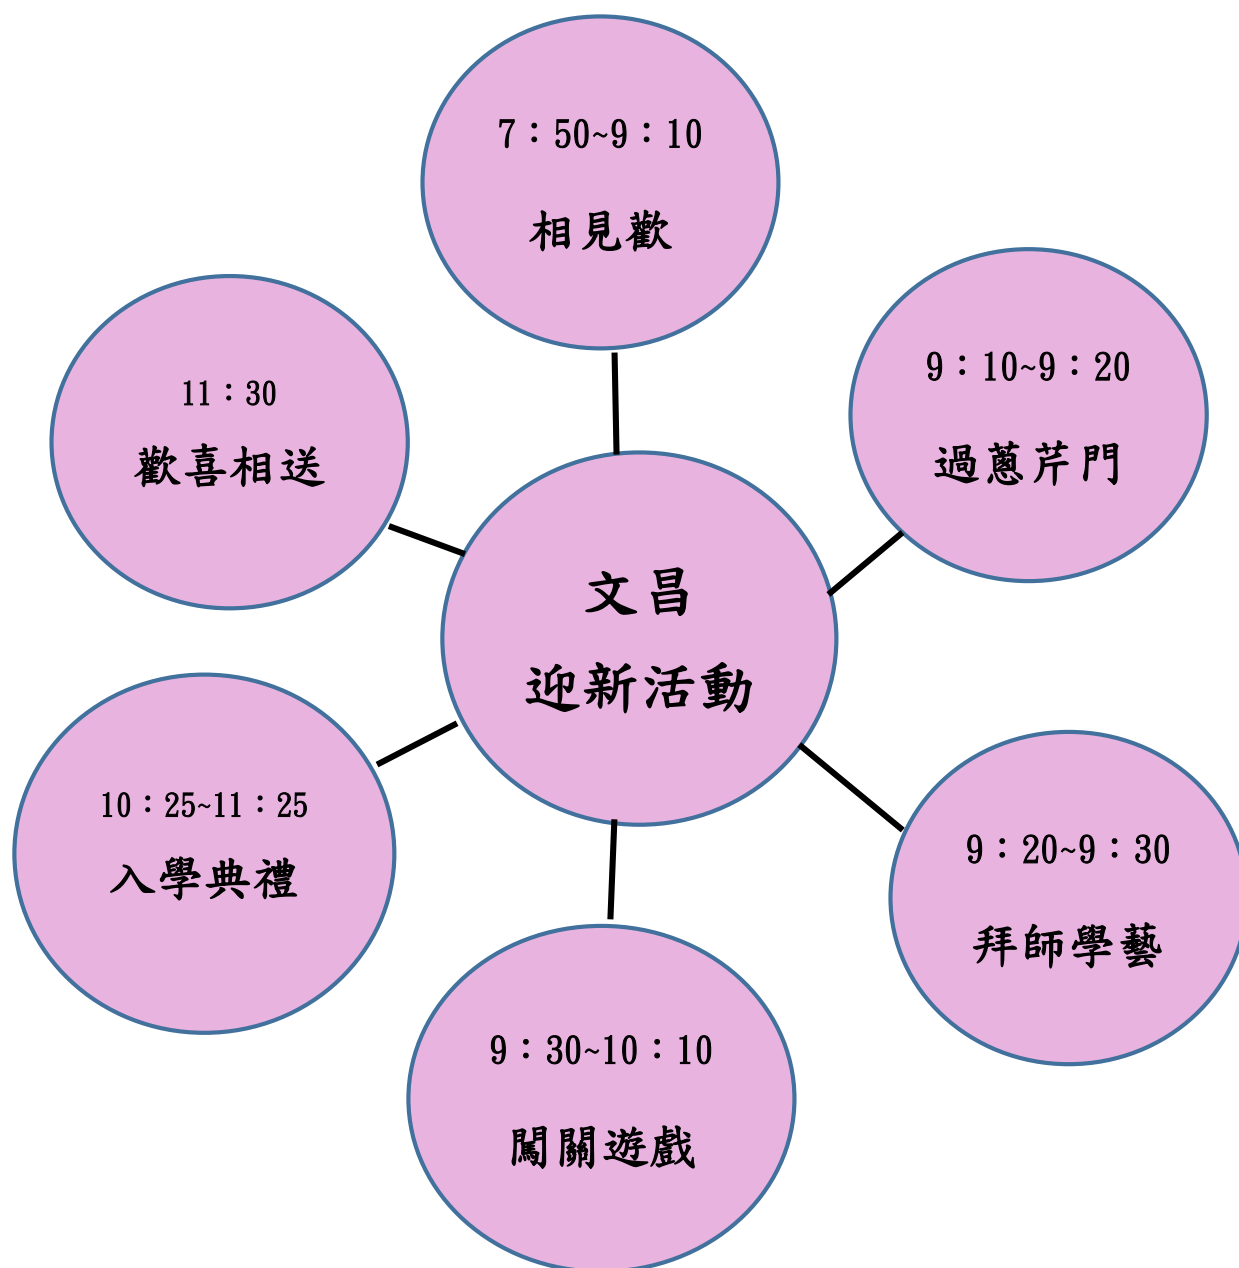 7：50~9：10
相見歡
9：10~9：20
過蔥芹門
11：30
歡喜相送
文昌
迎新活動
9：20~9：30
拜師學藝
10：25~11：25
入學典禮
9：30~10：10
闖關遊戲